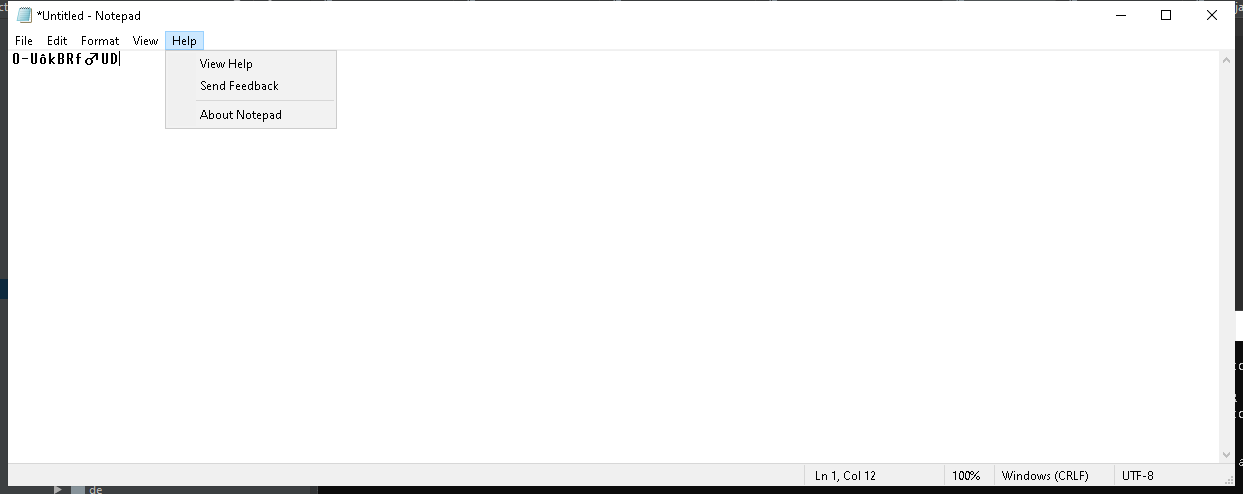 *Untitled - Notepad
File Edit Format View Help
O-UôkBRf♂UD
View Help
Send Feedback
About Notepad
Ln 1, Col 12
100%
Windows (CRLF)
UTF-8
de